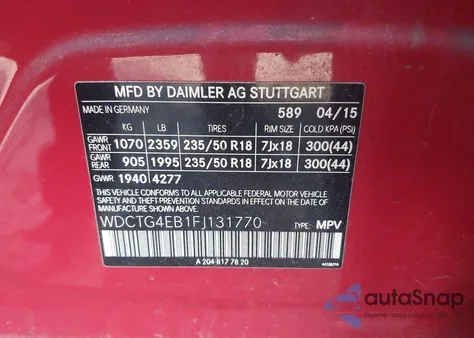 MFD BY DAIMLER AG STUTTGART
MADE IN GERMANY 589 04/15
KG LB TIRES RIM SIZE COLD KPA (PSI)
GAWR FRONT 1070 2359 235/50 R18 7Jx18 300(44)
GAWR REAR 905 1995 235/50 R18 7Jx18 300(44)
GVWR 1940 4277
THIS VEHICLE CONFORMS TO ALL APPLICABLE FEDERAL MOTOR VEHICLE
SAFETY STANDARD, BUMPER, AND THEFT PREVENTION STANDARDS IN
EFFECT ON THE DATE OF MANUFACTURE SHOWN ABOVE.
WDCTG4EB1FJ131770 TYPE: MPV
A 204 817 78 20
autoSnap